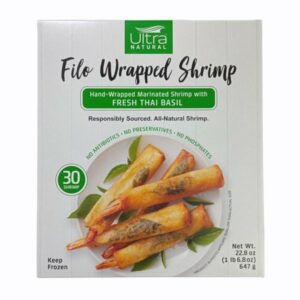 Ultra
NATURAL
Filo Wrapped Shrimp
Hand-Wrapped Marinated Shrimp with
FRESH THAI BASIL
Responsibly Sourced. All-Natural Shrimp.
NO ANTIBIOTICS • NO PRESERVATIVES • NO PHOSPHATES
30
SHRIMP
Keep
Frozen
Net Wt.
22.8 oz
(1 lb 6.8 oz)
647 g